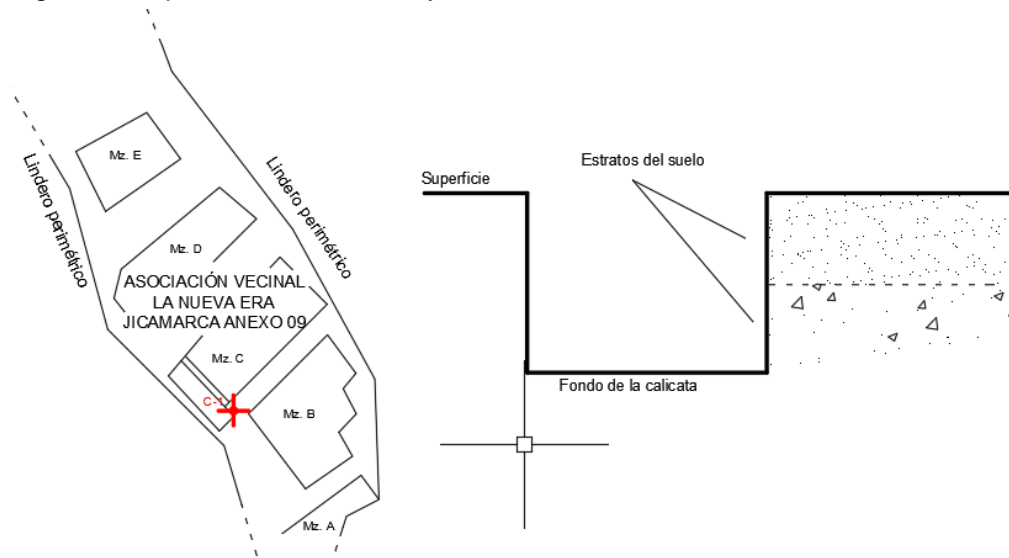 Mz. E
Lindero perimétrico
Lindero perimétrico
Mz. D
ASOCIACIÓN VECINAL
LA NUEVA ERA
JICAMARCA ANEXO 09
Mz. C
C-1
Mz. B
Mz. A
Estratos del suelo
Superficie
Fondo de la calicata